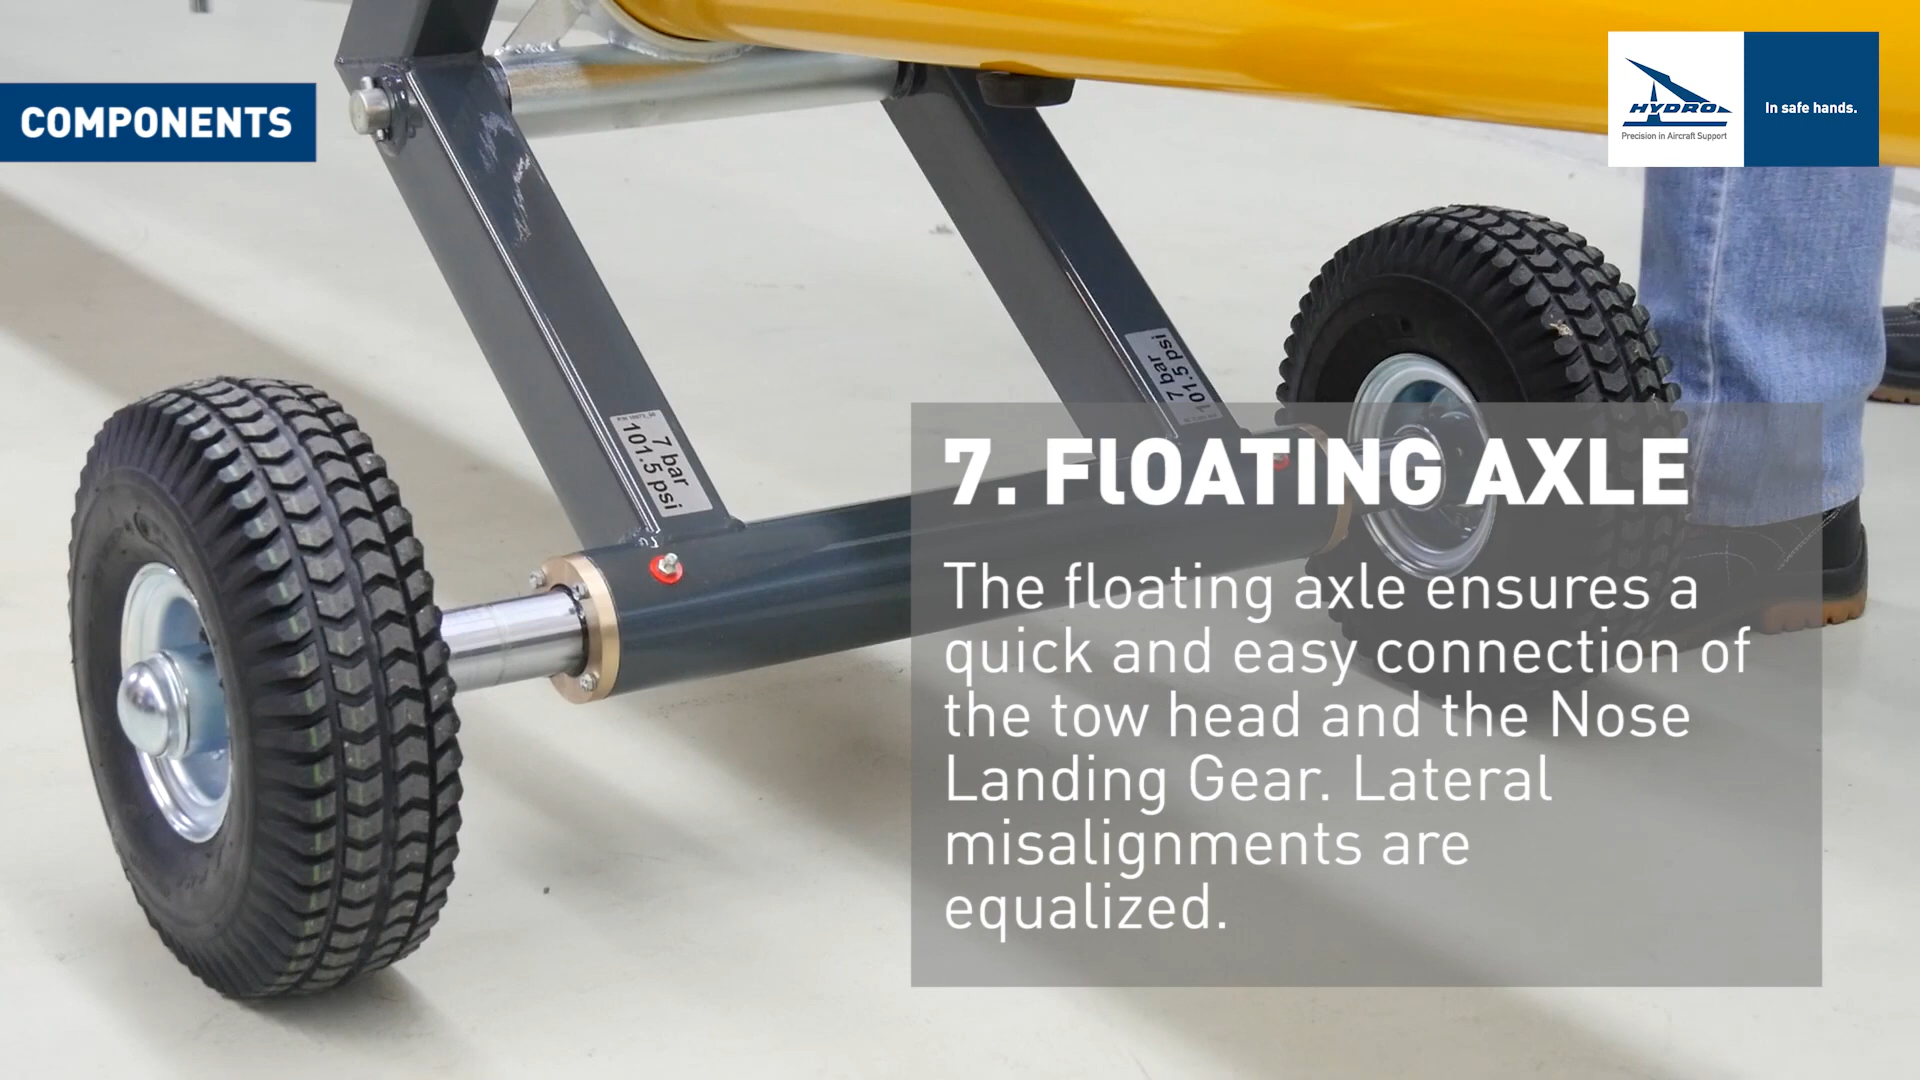 COMPONENTS
HYDRO
Precision in Aircraft Support
In safe hands.
7 bar
101.5 psi
7 bar
101.5 psi
7. FlOATING AXLE
The floating axle ensures a
quick and easy connection of
the tow head and the Nose
Landing Gear. Lateral
misalignments are
equalized.